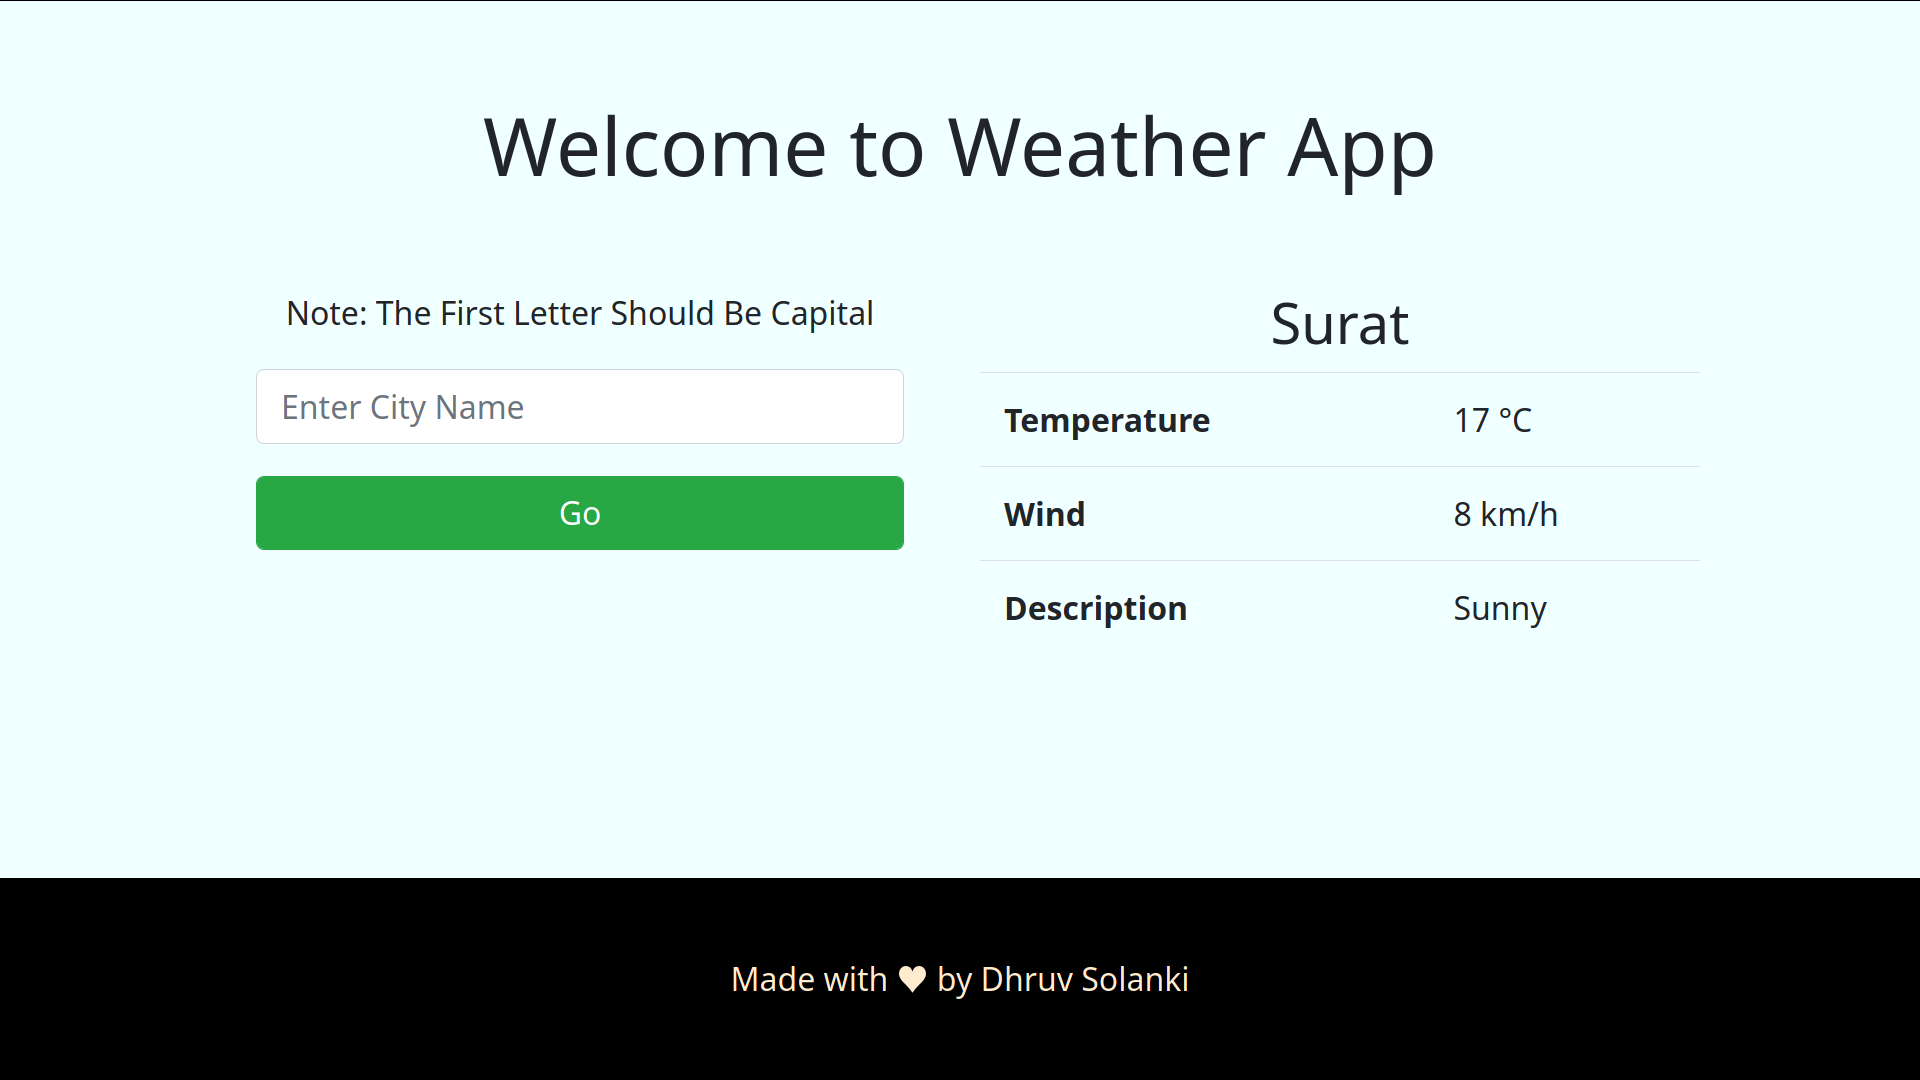 Welcome to Weather App
Note: The First Letter Should Be Capital
Enter City Name
Go
Surat
Temperature 17 °C
Wind 8 km/h
Description Sunny
Made with ♥ by Dhruv Solanki